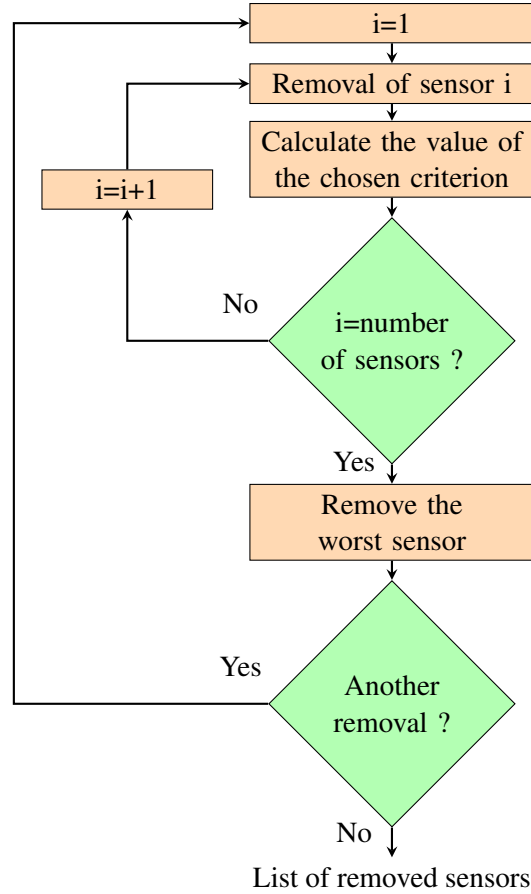 i=1
Removal of sensor i
Calculate the value of
the chosen criterion
i=i+1
No
i=number
of sensors ?
Yes
Remove the
worst sensor
Yes
Another
removal ?
No
List of removed sensors